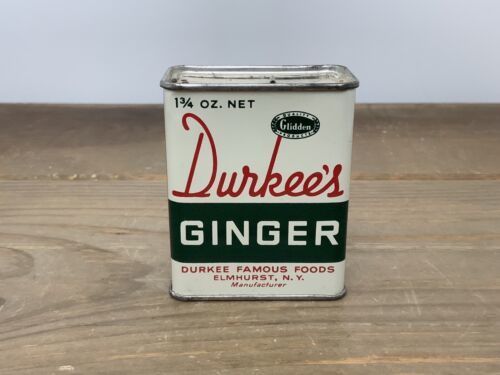 1¾ OZ. NET
QUALITY
Glidden
PRODUCTS
Durkee's
GINGER
DURKEE FAMOUS FOODS
ELMHURST, N.Y.
Manufacturer